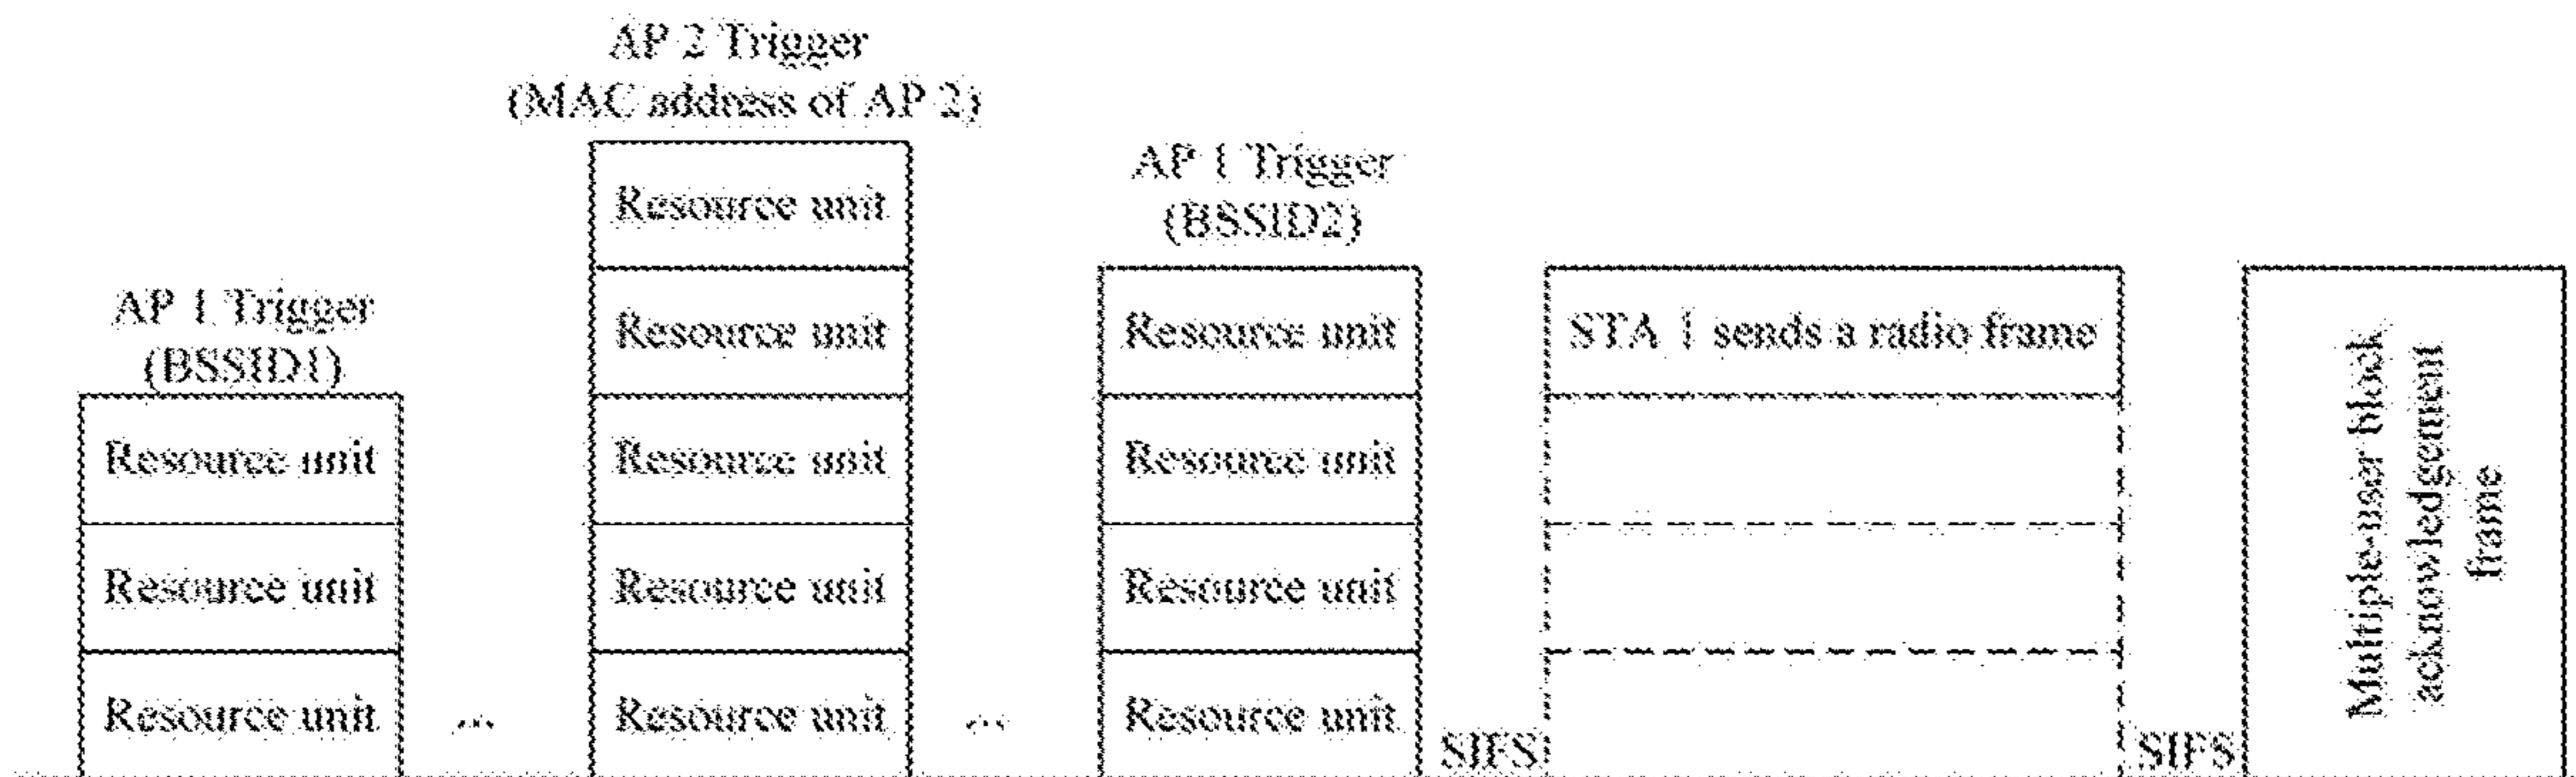 AP 1 Trigger
(BSSID1)
Resource unit
Resource unit
Resource unit
...
AP 2 Trigger
(MAC address of AP 2)
Resource unit
Resource unit
Resource unit
Resource unit
Resource unit
...
AP 1 Trigger
(BSSID2)
Resource unit
Resource unit
Resource unit
Resource unit
SIFS
STA 1 sends a radio frame
SIFS
Multiple-user block
acknowledgement
frame